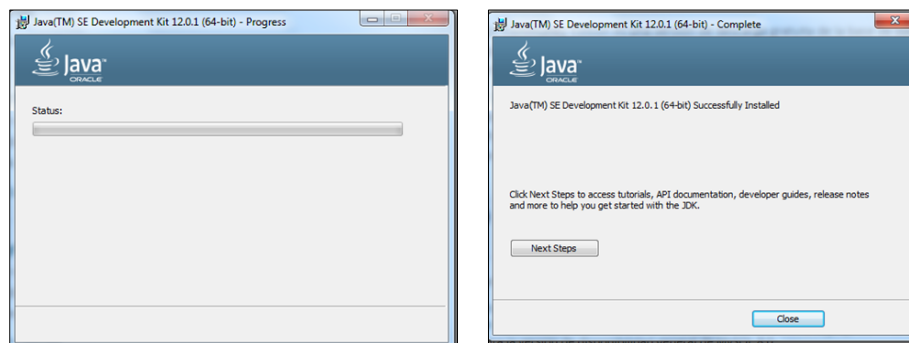 Java(TM) SE Development Kit 12.0.1 (64-bit) - Progress
Java
ORACLE
Status:
Java(TM) SE Development Kit 12.0.1 (64-bit) - Complete
Java
ORACLE
Java(TM) SE Development Kit 12.0.1 (64-bit) Successfully Installed
Click Next Steps to access tutorials, API documentation, developer guides, release notes
and more to help you get started with the JDK.
Next Steps
Close